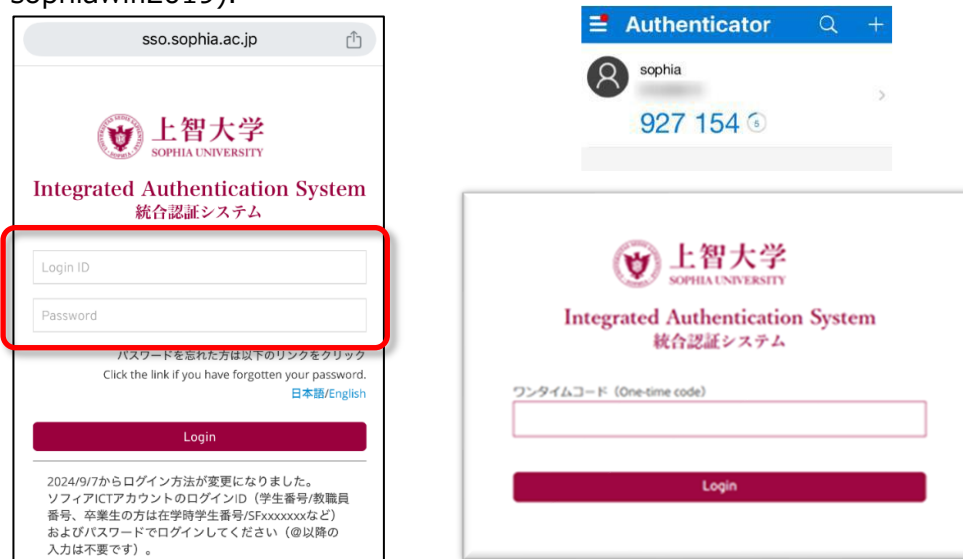 sso.sophia.ac.jp
上智大学
SOPHIA UNIVERSITY
Integrated Authentication System
統合認証システム
Login ID
Password
パスワードを忘れた方は以下のリンクをクリック
Click the link if you have forgotten your password.
日本語/English
Login
2024/9/7からログイン方法が変更になりました。
ソフィアICTアカウントのログインID（学生番号/教職員
番号、卒業生の方は在学時学生番号/SFxxxxxxxなど）
およびパスワードでログインしてください（@以降の
入力は不要です）。
Authenticator
sophia
927 154
5
上智大学
SOPHIA UNIVERSITY
Integrated Authentication System
統合認証システム
ワンタイムコード（One-time code）
Login